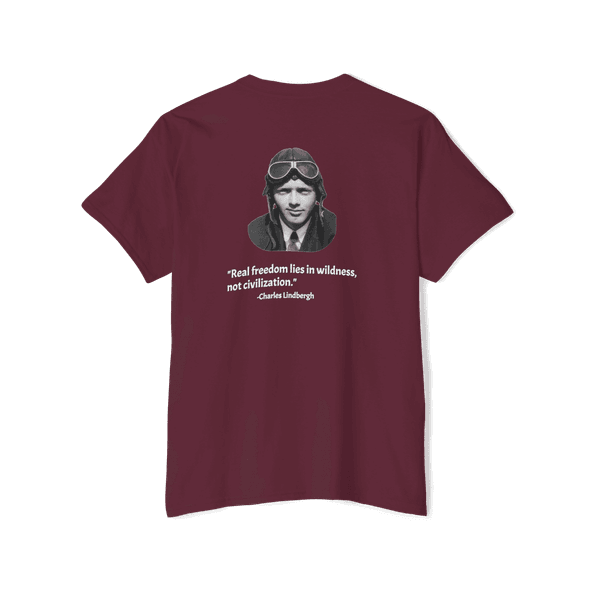 "Real freedom lies in wildness,
not civilization."
-Charles Lindbergh